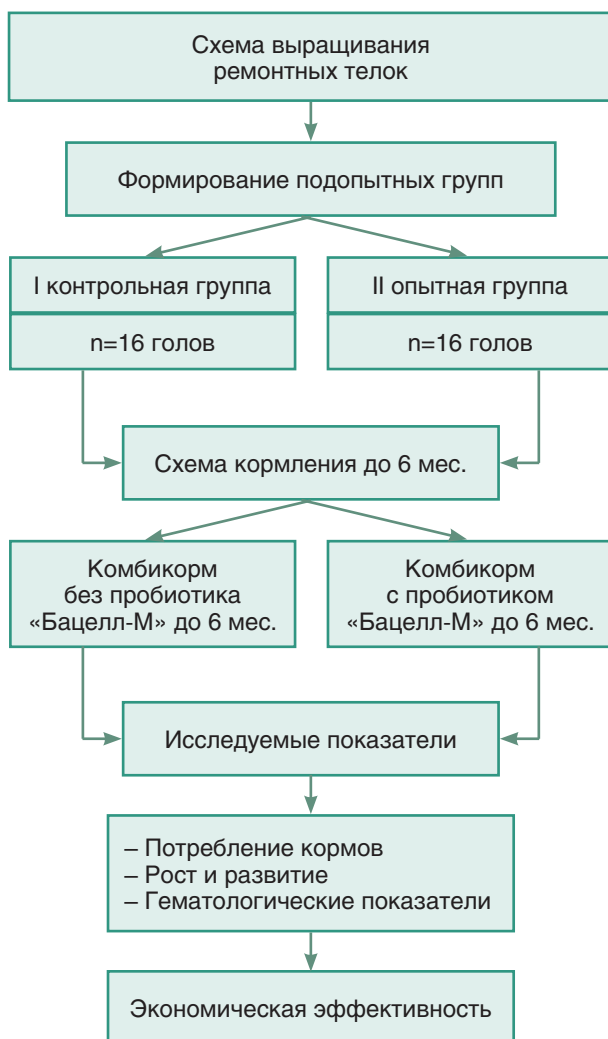 Схема выращивания
ремонтных телок
Формирование подопытных групп
I контрольная группа
n=16 голов
II опытная группа
n=16 голов
Схема кормления до 6 мес.
Комбикорм
без пробиотика
«Бацелл-М» до 6 мес.
Комбикорм
с пробиотиком
«Бацелл-М» до 6 мес.
Исследуемые показатели
– Потребление кормов
– Рост и развитие
– Гематологические показатели
Экономическая эффективность